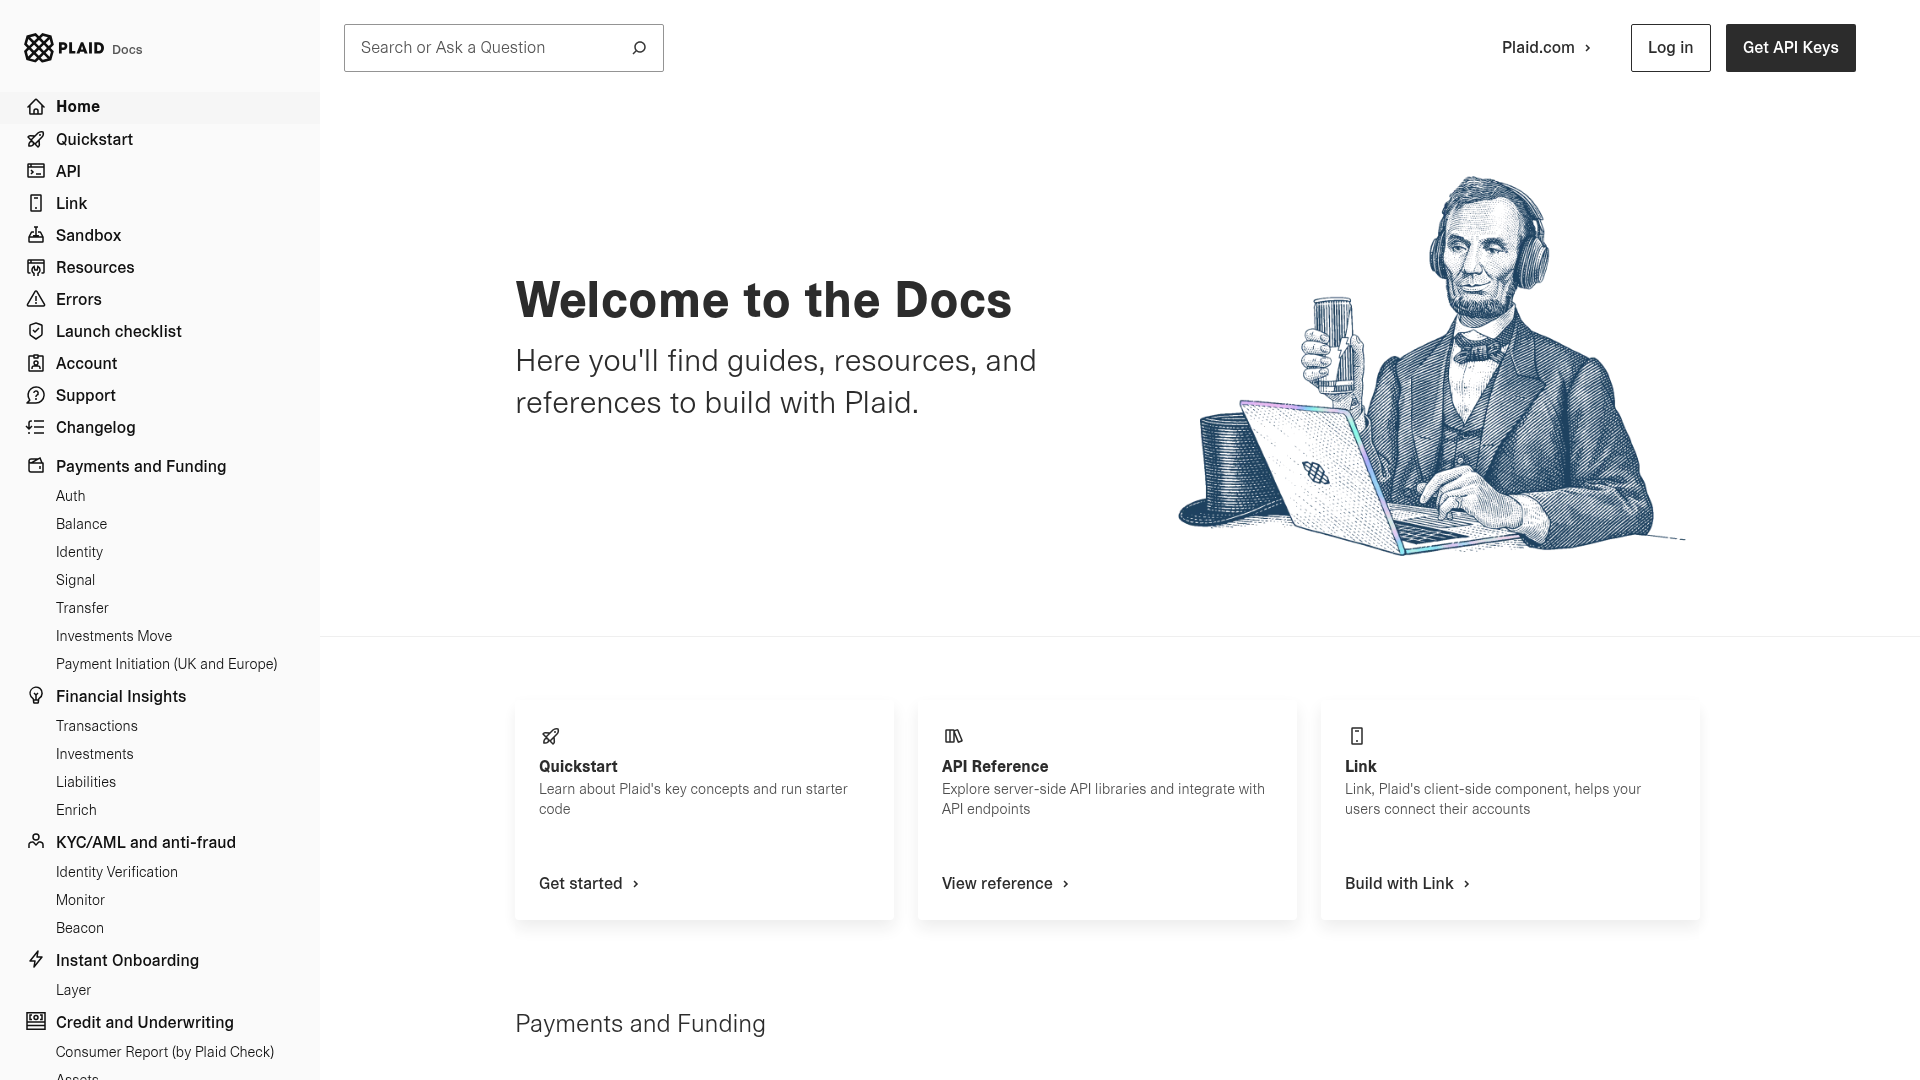 PLAID Docs
Search or Ask a Question
Plaid.com
Log in
Get API Keys
Home
Quickstart
API
Link
Sandbox
Resources
Errors
Launch checklist
Account
Support
Changelog
Payments and Funding
Auth
Balance
Identity
Signal
Transfer
Investments Move
Payment Initiation (UK and Europe)
Financial Insights
Transactions
Investments
Liabilities
Enrich
KYC/AML and anti-fraud
Identity Verification
Monitor
Beacon
Instant Onboarding
Layer
Credit and Underwriting
Consumer Report (by Plaid Check)
Assets
Welcome to the Docs
Here you'll find guides, resources, and
references to build with Plaid.
Quickstart
Learn about Plaid's key concepts and run starter
code
Get started
API Reference
Explore server-side API libraries and integrate with
API endpoints
View reference
Link
Link, Plaid's client-side component, helps your
users connect their accounts
Build with Link
Payments and Funding